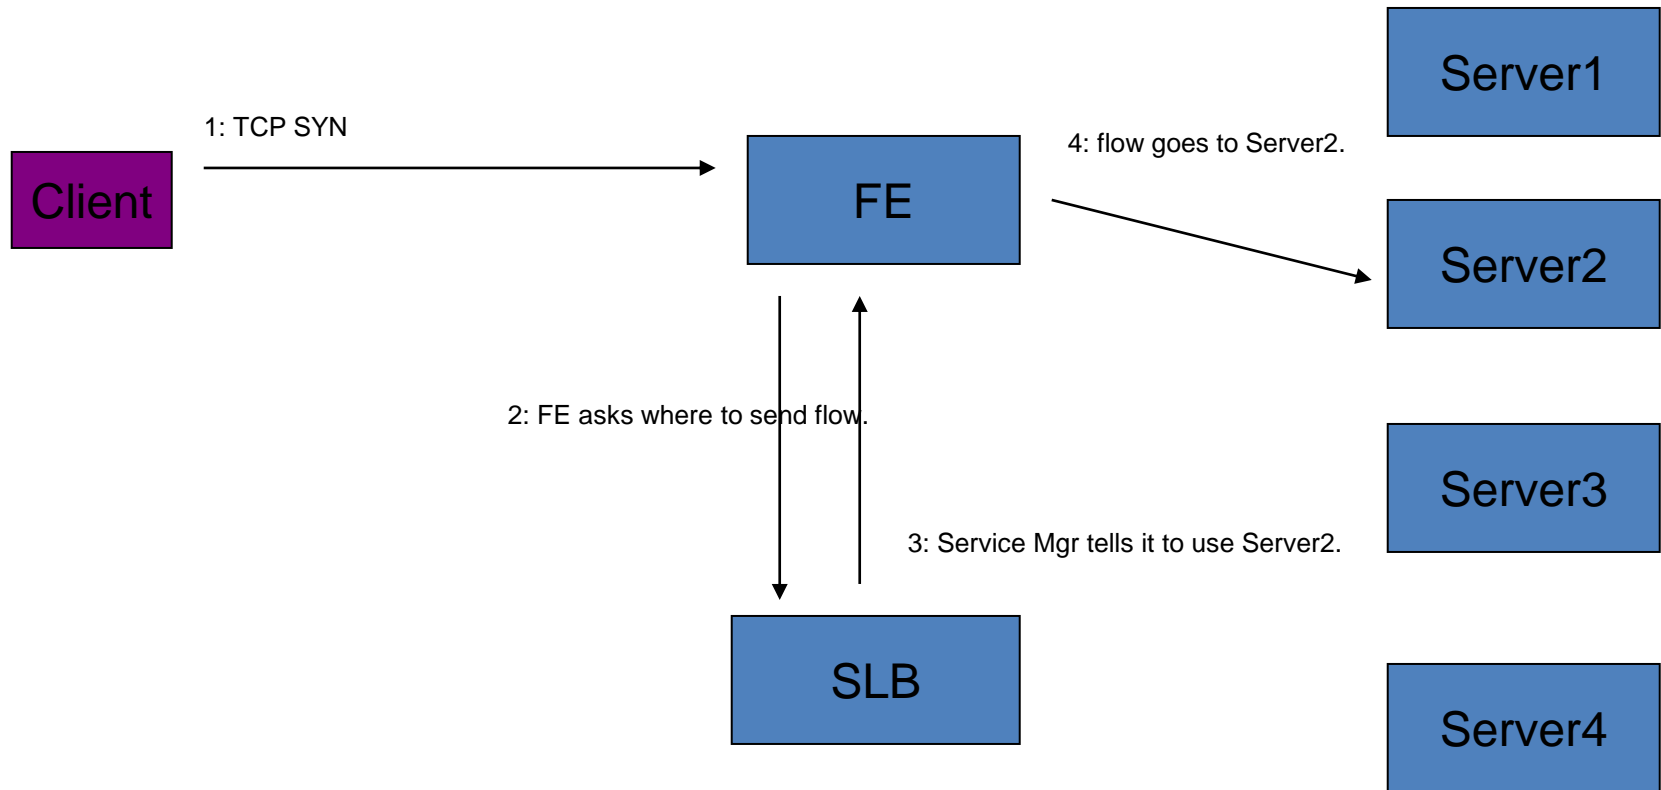 Server1
1: TCP SYN
4: flow goes to Server2.
Client
FE
Server2
2: FE asks where to send flow.
Server3
3: Service Mgr tells it to use Server2.
SLB
Server4